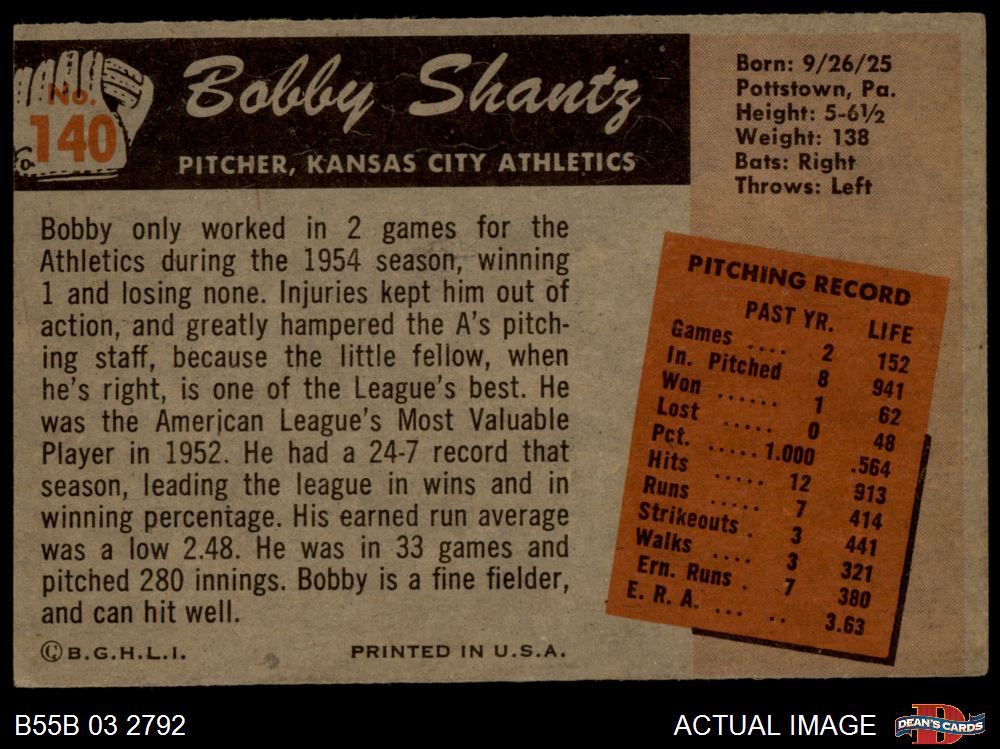 No.
140
Bobby Shantz
PITCHER, KANSAS CITY ATHLETICS
Born: 9/26/25
Pottstown, Pa.
Height: 5-6½
Weight: 138
Bats: Right
Throws: Left
Bobby only worked in 2 games for the
Athletics during the 1954 season, winning
1 and losing none. Injuries kept him out of
action, and greatly hampered the A's pitch-
ing staff, because the little fellow, when
he's right, is one of the League's best. He
was the American League's Most Valuable
Player in 1952. He had a 24-7 record that
season, leading the league in wins and in
winning percentage. His earned run average
was a low 2.48. He was in 33 games and
pitched 280 innings. Bobby is a fine fielder,
and can hit well.
PITCHING RECORD
PAST YR. LIFE
Games .... 2 152
In. Pitched 8 941
Won ...... 1 62
Lost ..... 0 48
Pct. ..... 1.000 .564
Hits ..... 12 913
Runs ..... 7 414
Strikeouts . 3 441
Walks .... 3 321
Ern. Runs . 7 380
E. R. A. ... .. 3.63
©B.G.H.L.I. PRINTED IN U.S.A.
B55B 03 2792 ACTUAL IMAGE DEAN'S CARDS